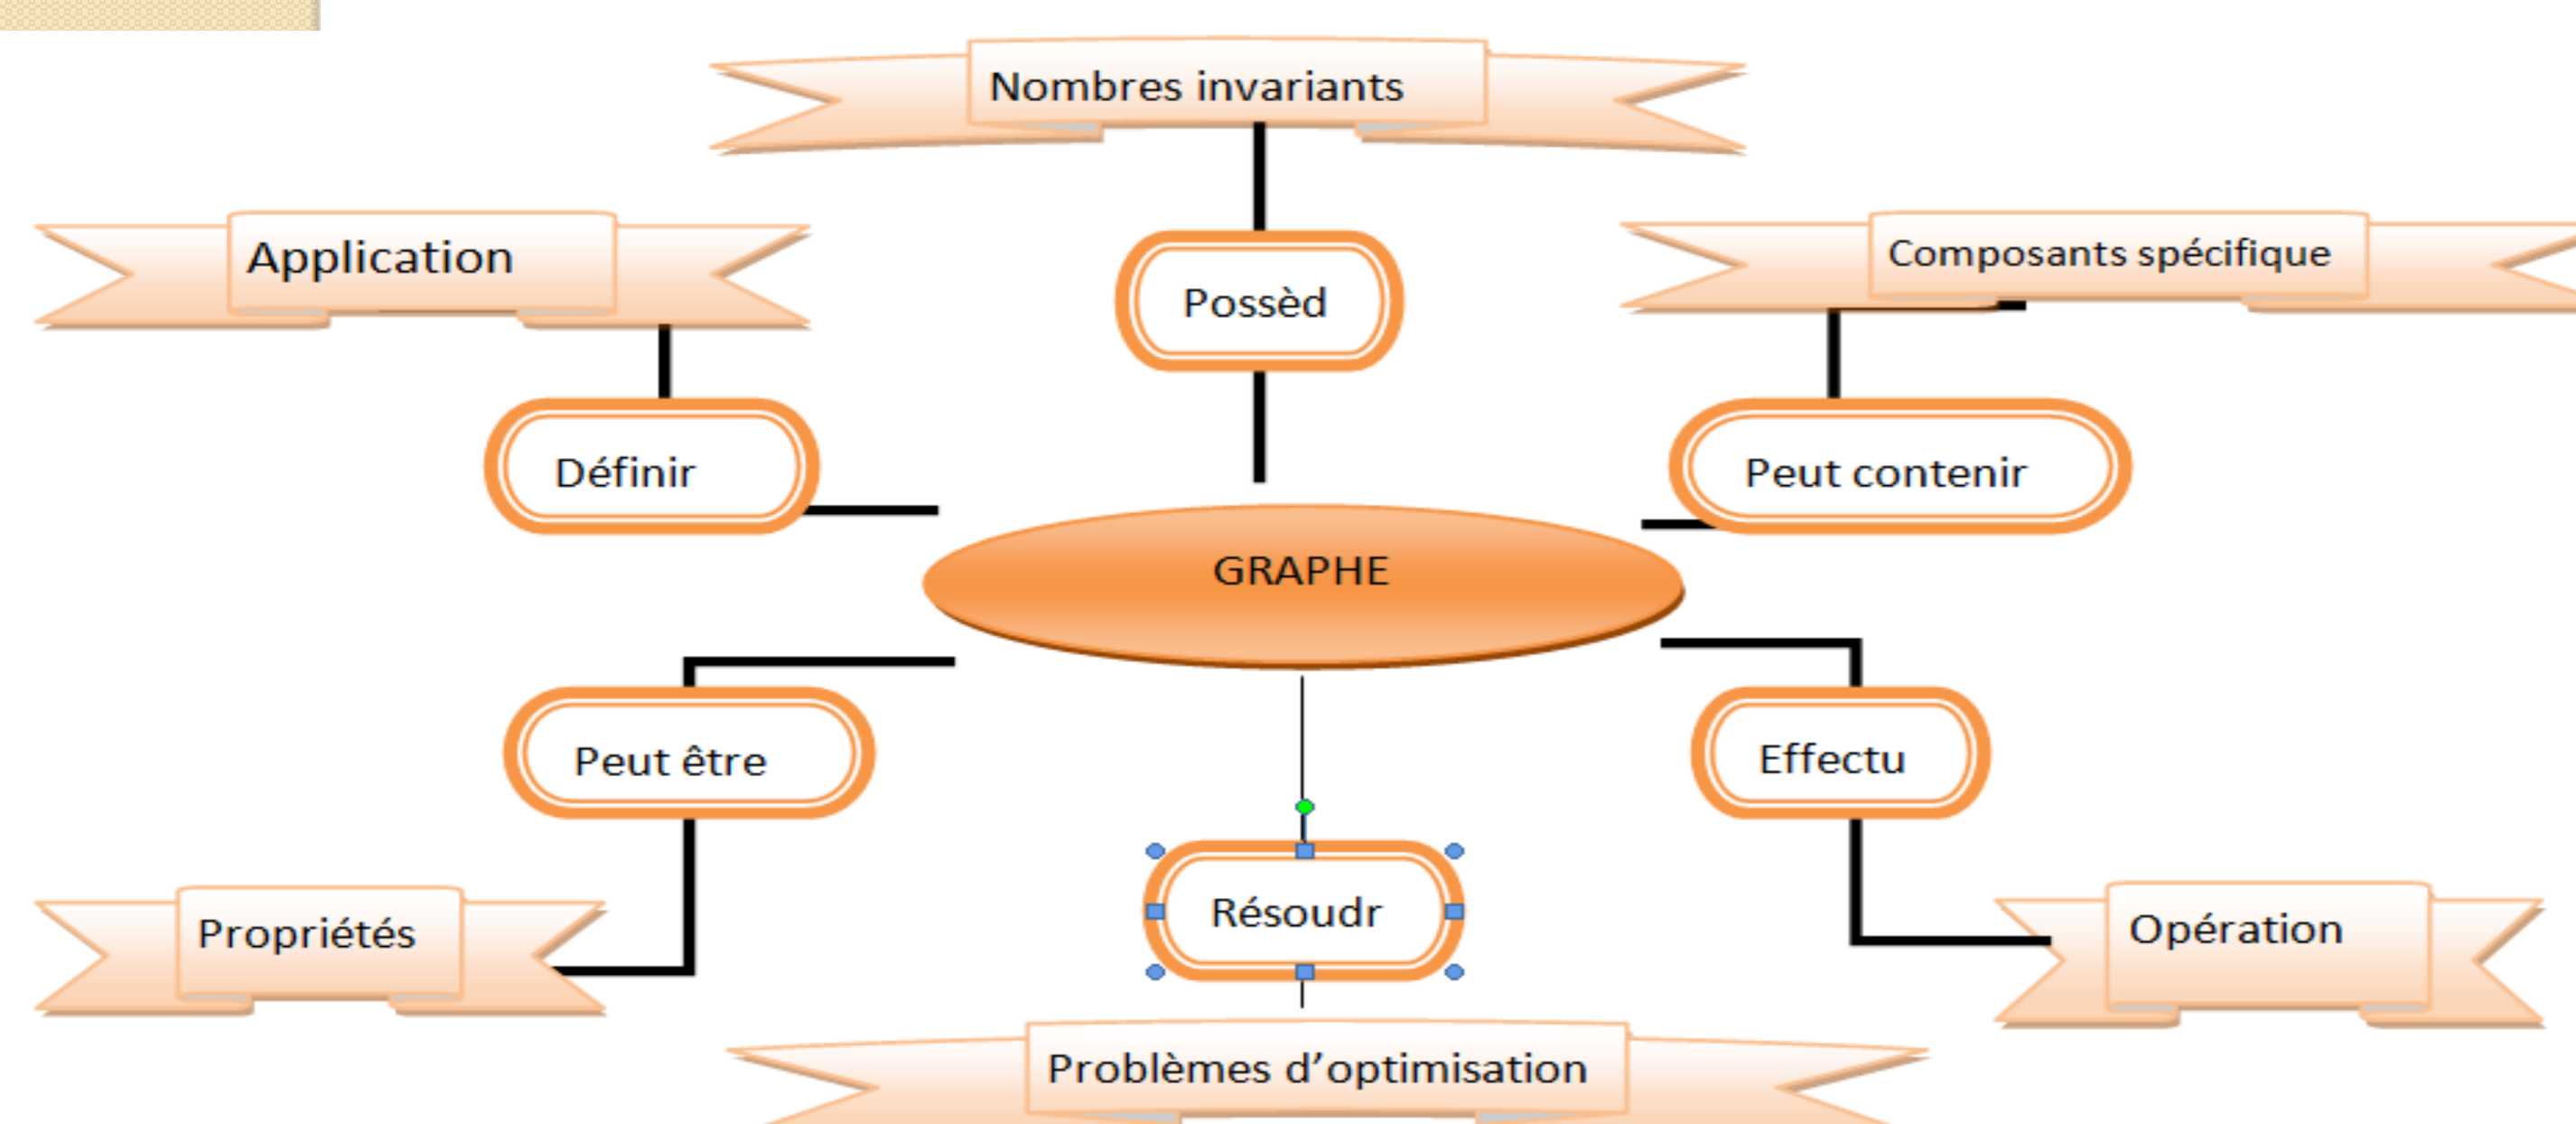 Nombres invariants
Application
Composants spécifique
Possèd
Définir
Peut contenir
GRAPHE
Peut être
Effectu
Résoudr
Propriétés
Opération
Problèmes d’optimisation